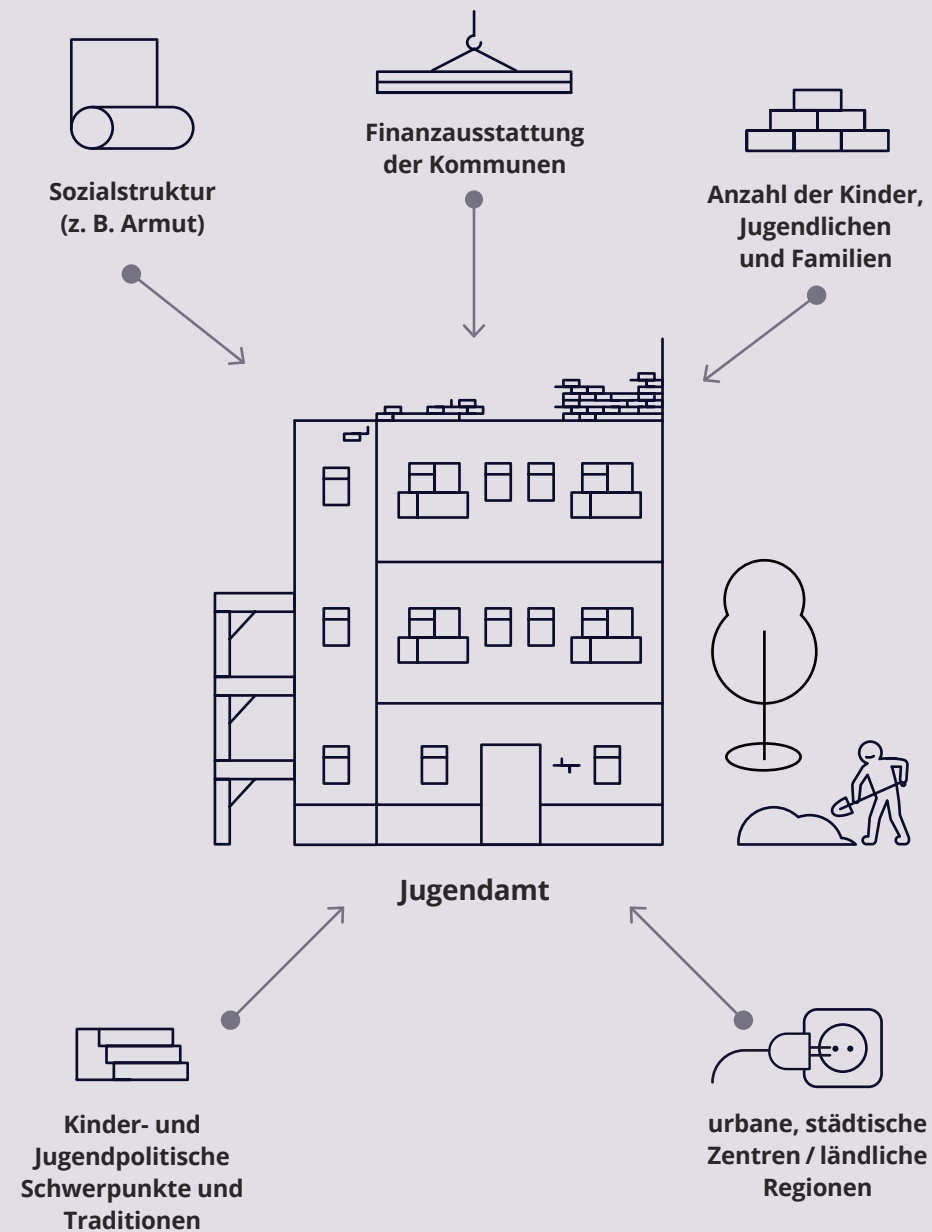 Sozialstruktur
(z. B. Armut)
Finanzausstattung
der Kommunen
Anzahl der Kinder,
Jugendlichen
und Familien
Jugendamt
Kinder- und
Jugendpolitische
Schwerpunkte und
Traditionen
urbane, städtische
Zentren / ländliche
Regionen